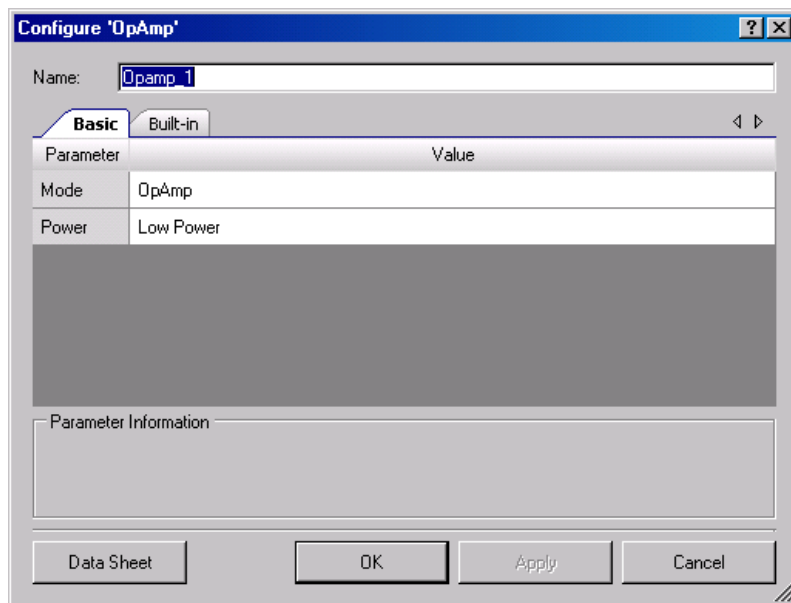 Configure 'OpAmp'
Name: Opamp_1
Basic Built-in
Parameter Value
Mode OpAmp
Power Low Power
Parameter Information
Data Sheet OK Apply Cancel